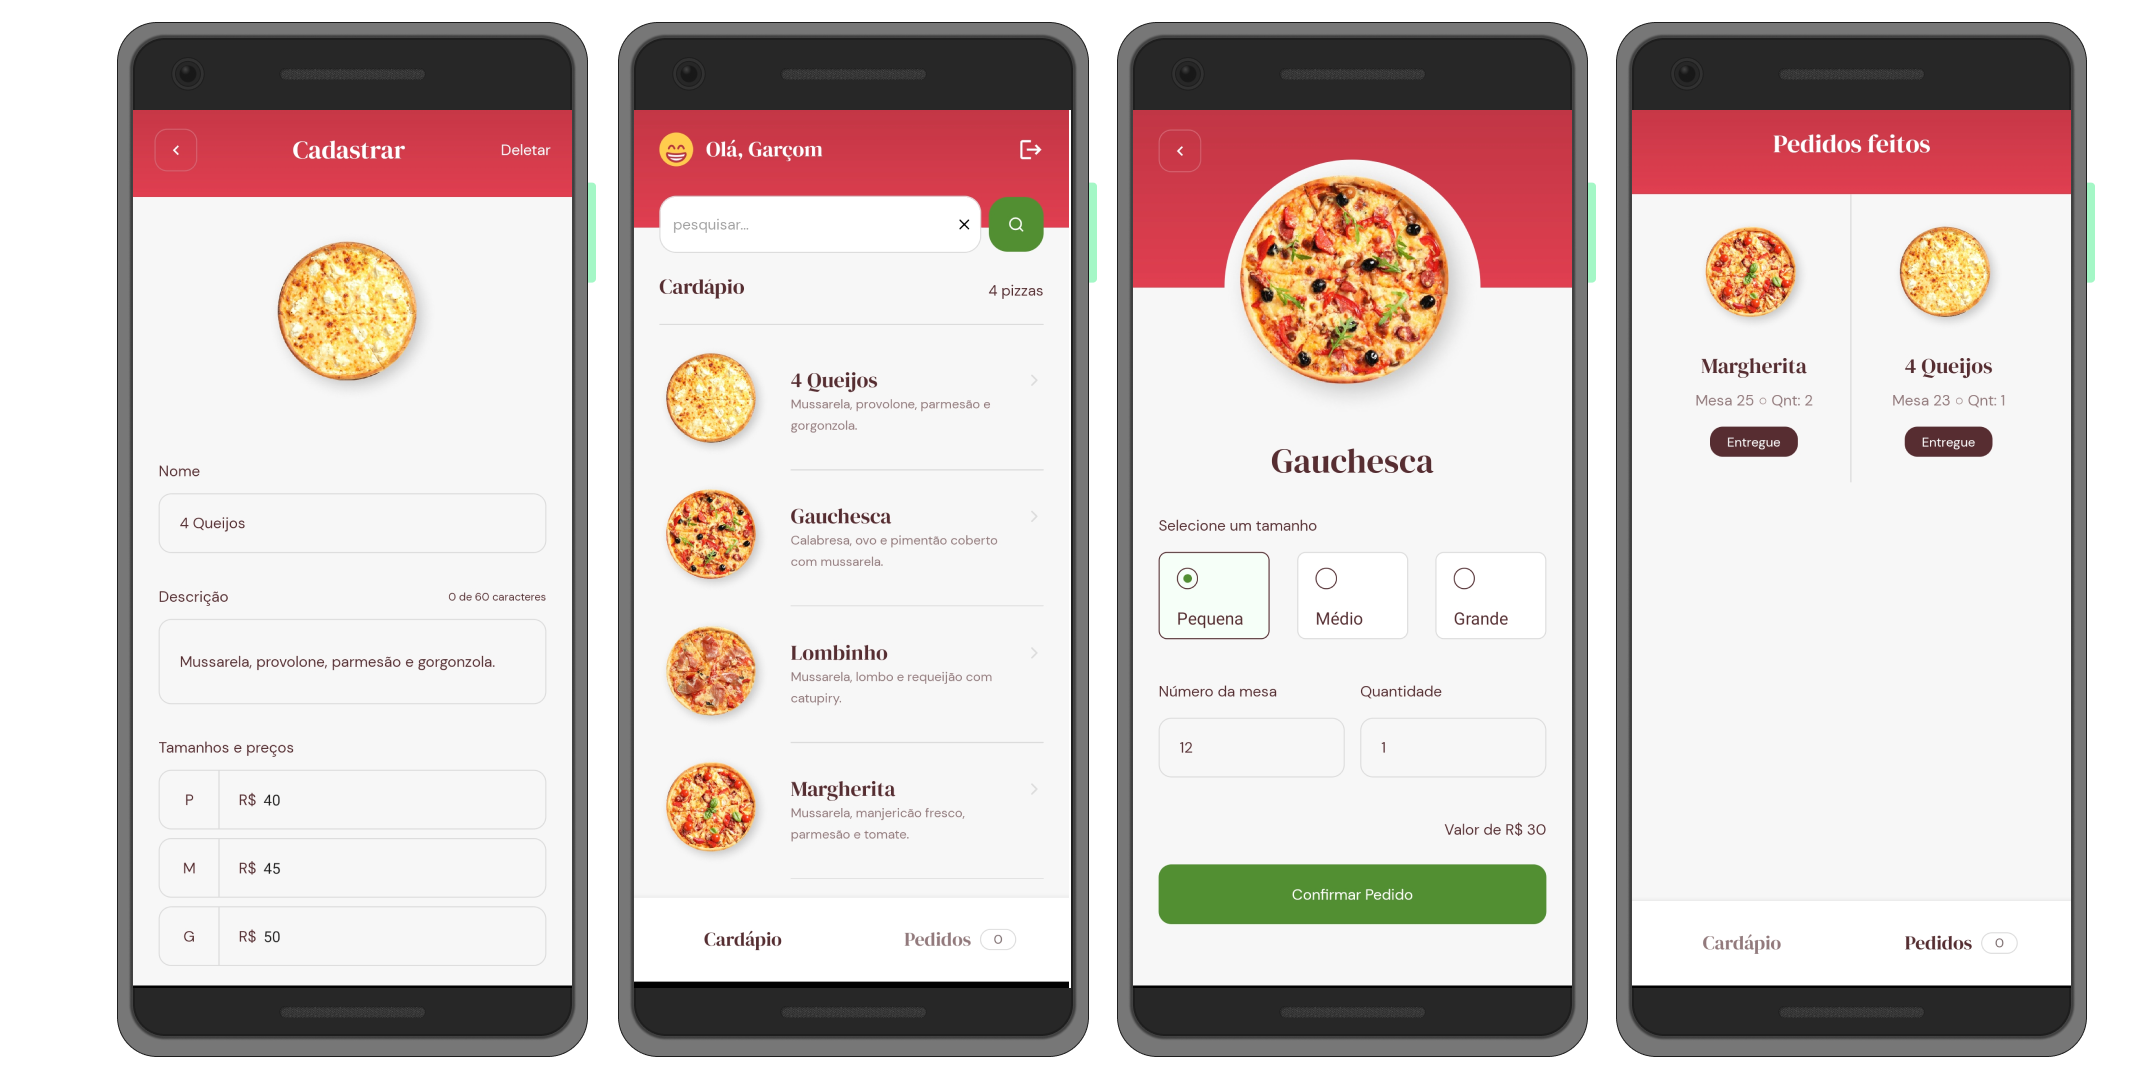 Cadastrar
Deletar
Nome
4 Queijos
Descrição
0 de 60 caracteres
Mussarela, provolone, parmesão e gorgonzola.
Tamanhos e preços
P R$ 40
M R$ 45
G R$ 50
Olá, Garçom
pesquisar...
Cardápio
4 pizzas
4 Queijos
Mussarela, provolone, parmesão e
gorgonzola.
Gauchesca
Calabresa, ovo e pimentão coberto
com mussarela.
Lombinho
Mussarela, lombo e requeijão com
catupiry.
Margherita
Mussarela, manjericão fresco,
parmesão e tomate.
Cardápio
Pedidos 0
Gauchesca
Selecione um tamanho
Pequena
Médio
Grande
Número da mesa
Quantidade
12
1
Valor de R$ 30
Confirmar Pedido
Pedidos feitos
Margherita
Mesa 25 ○ Qnt: 2
Entregue
4 Queijos
Mesa 23 ○ Qnt: 1
Entregue
Cardápio
Pedidos 0